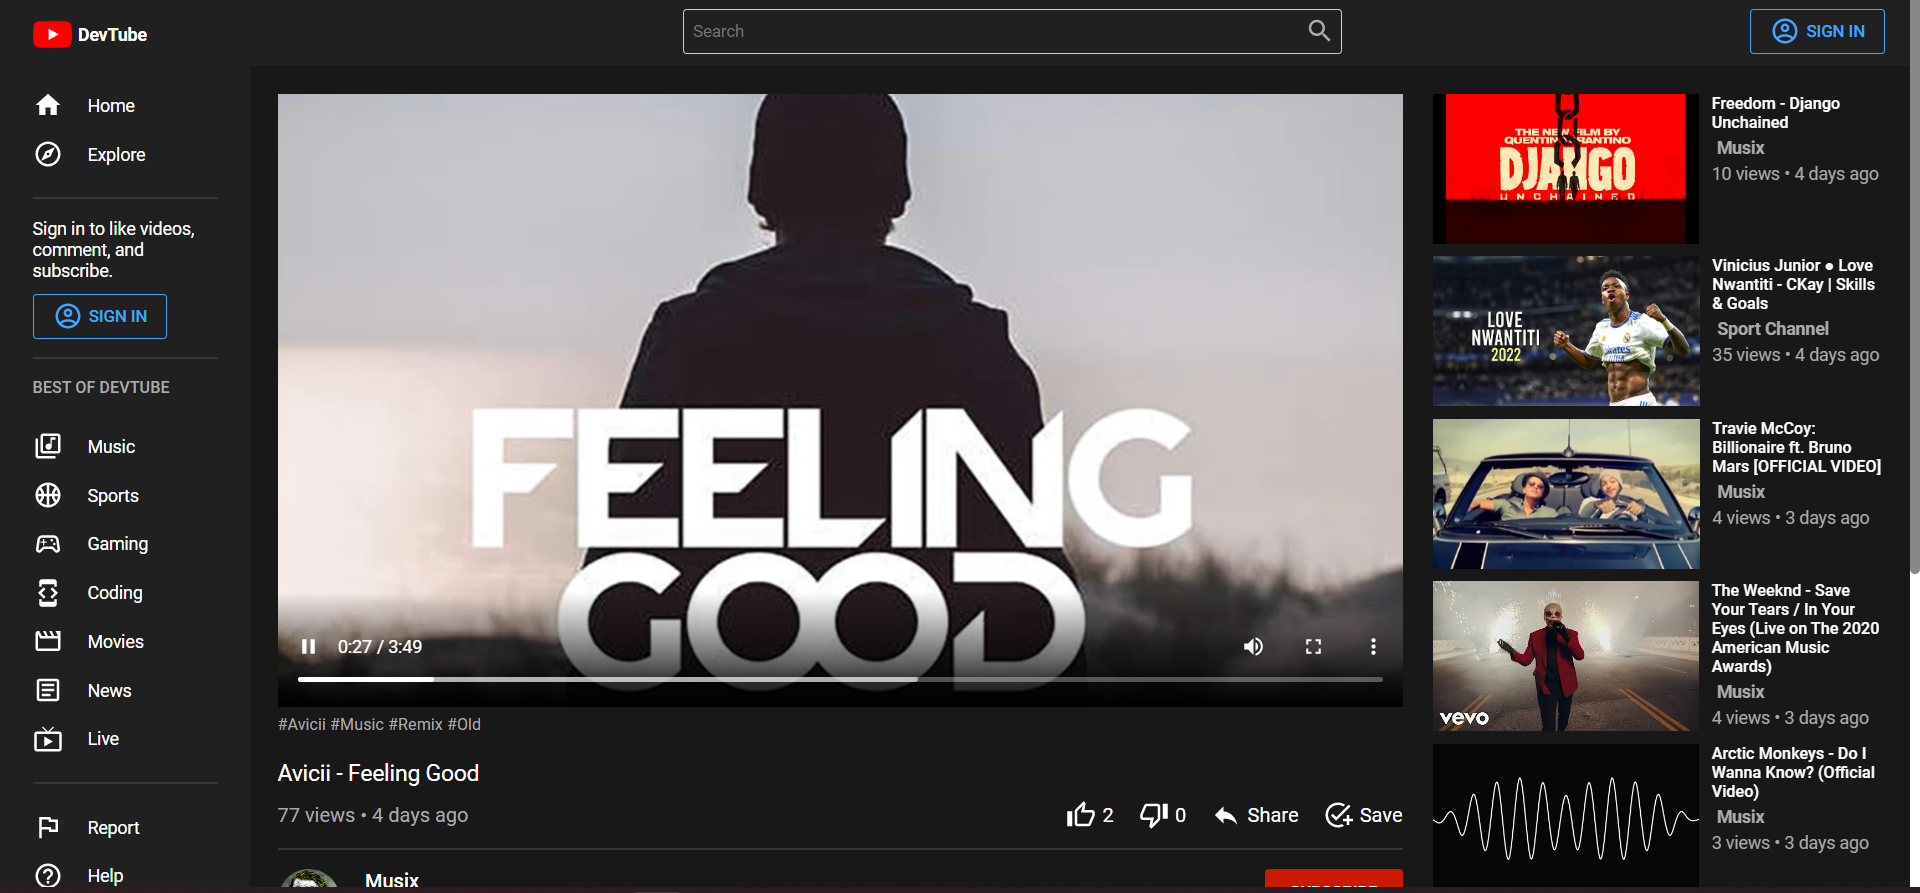 DevTube
Search
SIGN IN
Home
Explore
Sign in to like videos,
comment, and
subscribe.
SIGN IN
BEST OF DEVTUBE
Music
Sports
Gaming
Coding
Movies
News
Live
Report
Help
FEELING
GOOD
0:27 / 3:49
#Avicii #Music #Remix #Old
Avicii - Feeling Good
77 views • 4 days ago
2
0
Share
Save
Musix
SUBSCRIBE
THE NEW FILM BY
QUENTIN TARANTINO
DJANGO
UNCHAINED
Freedom - Django
Unchained
Musix
10 views • 4 days ago
LOVE
NWANTITI
2022
Emirates
Vinicius Junior ● Love
Nwantiti - CKay | Skills
& Goals
Sport Channel
35 views • 4 days ago
Travie McCoy:
Billionaire ft. Bruno
Mars [OFFICIAL VIDEO]
Musix
4 views • 3 days ago
vevo
The Weeknd - Save
Your Tears / In Your
Eyes (Live on The 2020
American Music
Awards)
Musix
4 views • 3 days ago
Arctic Monkeys - Do I
Wanna Know? (Official
Video)
Musix
3 views • 3 days ago